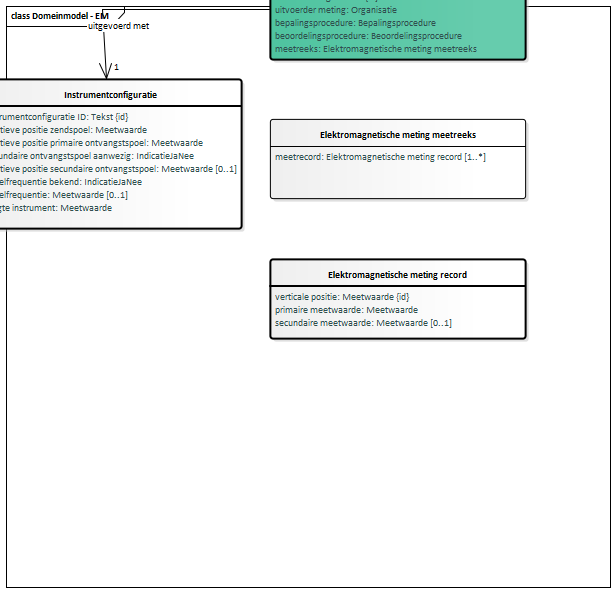 class Domeinmodel - EM
uitgevoerd met
1
uitvoerder meting: Organisatie
bepalingsprocedure: Bepalingsprocedure
beoordelingsprocedure: Beoordelingsprocedure
meetreeks: Elektromagnetische meting meetreeks
Instrumentconfiguratie
rumentconfiguratie ID: Tekst {id}
tieve positie zendspoel: Meetwaarde
tieve positie primaire ontvangstspoel: Meetwaarde
undaire ontvangstspoel aanwezig: IndicatieJaNee
tieve positie secundaire ontvangstspoel: Meetwaarde [0..1]
elfrequentie bekend: IndicatieJaNee
elfrequentie: Meetwaarde [0..1]
gte instrument: Meetwaarde
Elektromagnetische meting meetreeks
meetrecord: Elektromagnetische meting record [1..*]
Elektromagnetische meting record
verticale positie: Meetwaarde {id}
primaire meetwaarde: Meetwaarde
secundaire meetwaarde: Meetwaarde [0..1]